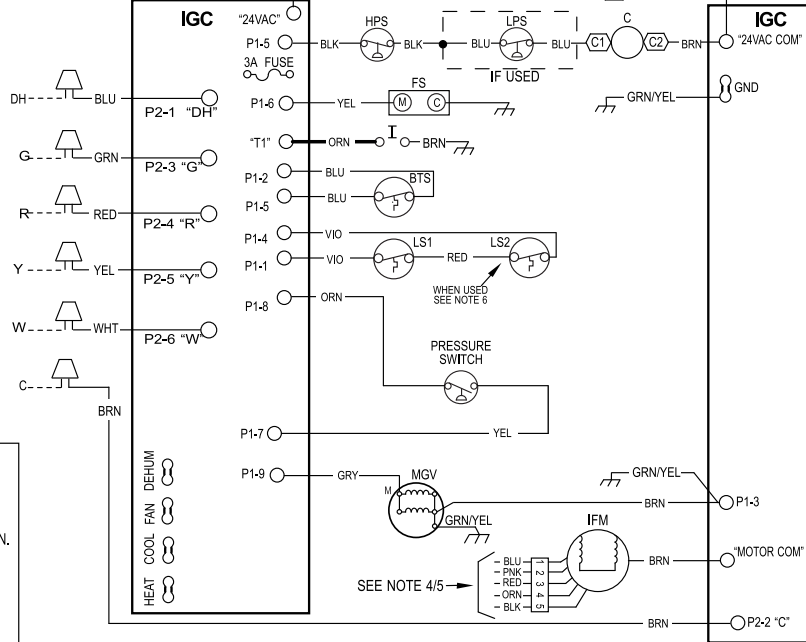 IGC
"24VAC"
P1-5
BLK
HPS
BLK
BLU
LPS
BLU
C1
C
C2
BRN
"24VAC COM"
IGC
IF USED
3A FUSE
P1-6
YEL
FS
M
C
GRN/YEL
GND
DH
BLU
P2-1 "DH"
"T1"
ORN
I
BRN
G
GRN
P2-3 "G"
P1-2
BLU
P1-5
BLU
BTS
R
RED
P2-4 "R"
P1-4
VIO
P1-1
VIO
LS1
RED
LS2
WHEN USED
SEE NOTE 6
Y
YEL
P2-5 "Y"
P1-8
ORN
W
WHT
P2-6 "W"
PRESSURE
SWITCH
C
BRN
P1-7
YEL
P1-9
GRY
M
MGV
GRN/YEL
GRN/YEL
BRN
P1-3
DEHUM
FAN
COOL
HEAT
N.
SEE NOTE 4/5
BLU 1
PNK 2
RED 3
ORN 4
BLK 5
IFM
BRN
"MOTOR COM"
BRN
P2-2 "C"